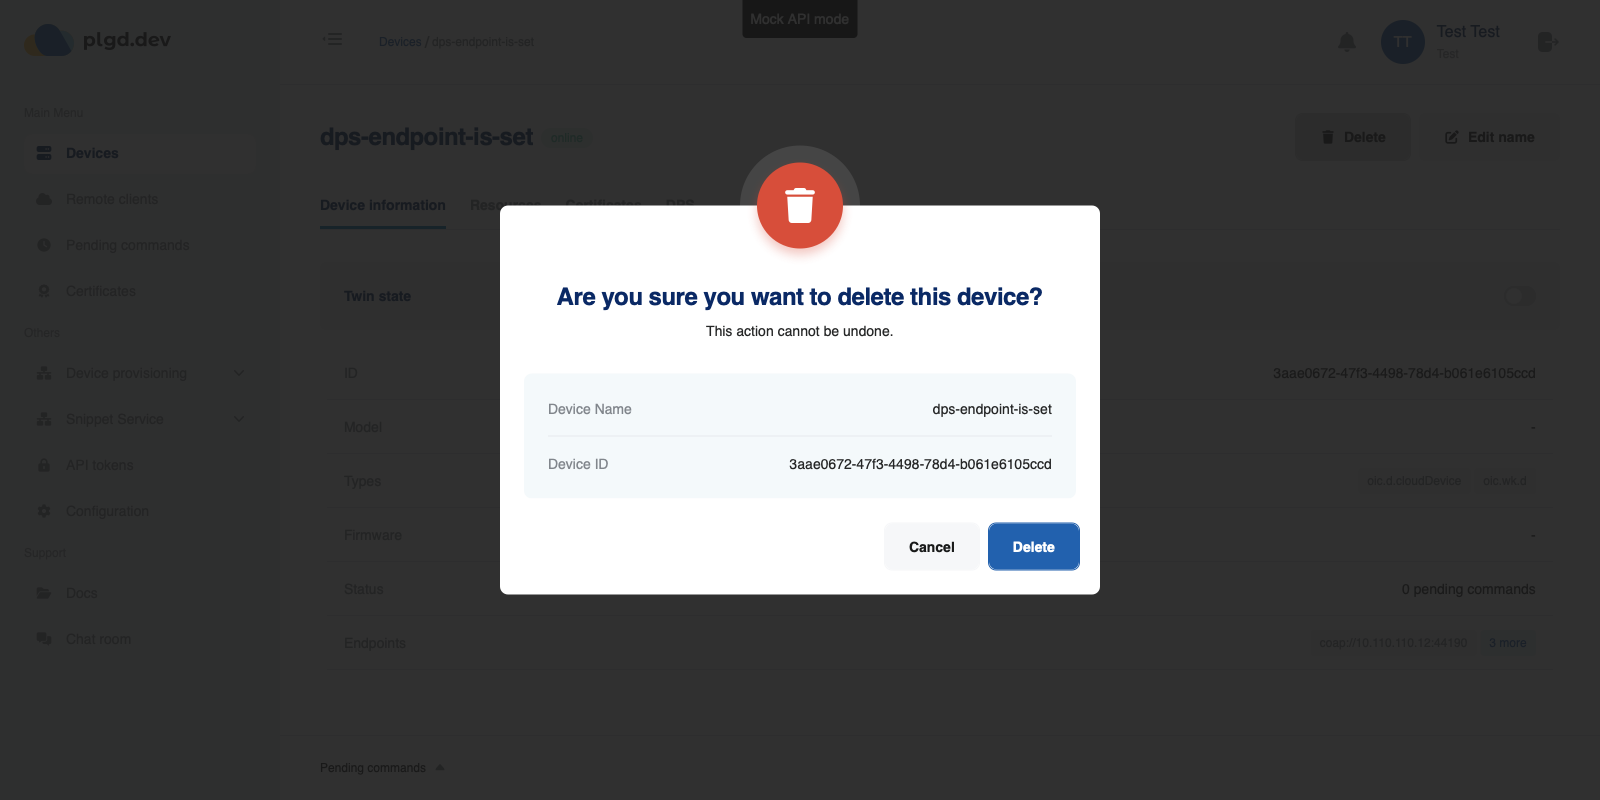 Mock API mode
plgd.dev
Devices / dps-endpoint-is-set
TT
Test Test
Test
Main Menu
Devices
Remote clients
Pending commands
Certificates
Others
Device provisioning
Snippet Service
API tokens
Configuration
Support
Docs
Chat room
dps-endpoint-is-set online
Delete
Edit name
Device information Resources Certificates DPS
Twin state
ID 3aae0672-47f3-4498-78d4-b061e6105ccd
Model -
Types oic.d.cloudDevice oic.wk.d
Firmware -
Status 0 pending commands
Endpoints coap://10.110.110.12:44190 3 more
Pending commands
Are you sure you want to delete this device?
This action cannot be undone.
Device Name dps-endpoint-is-set
Device ID 3aae0672-47f3-4498-78d4-b061e6105ccd
Cancel
Delete